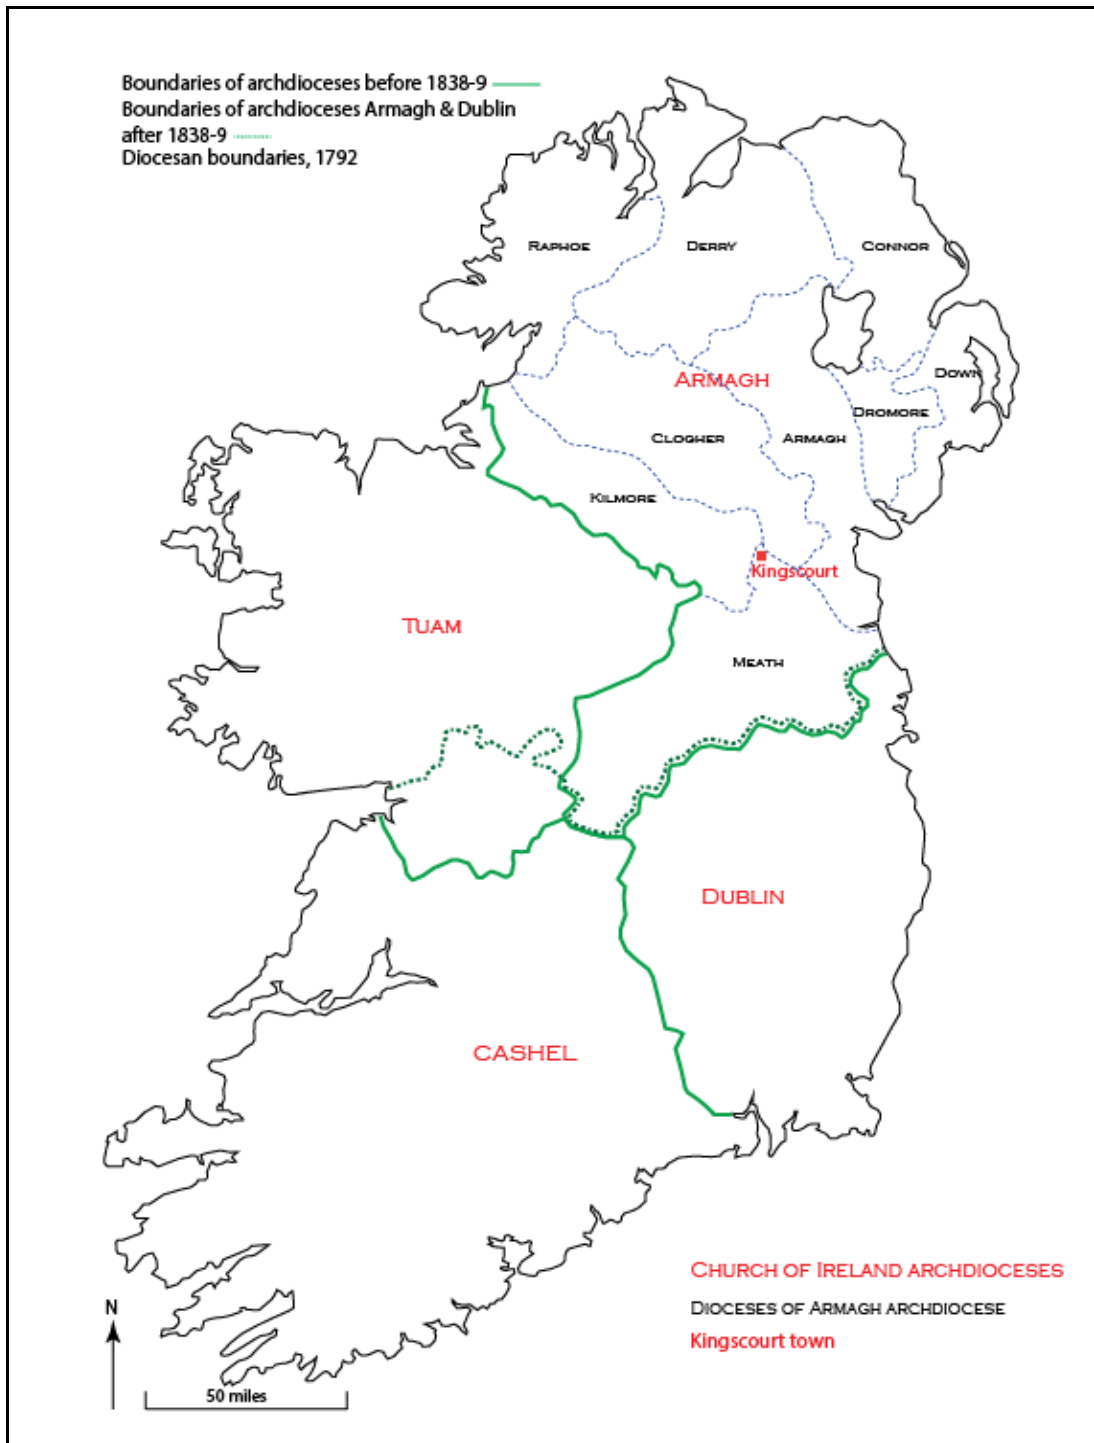 Boundaries of archdioceses before 1838-9
Boundaries of archdioceses Armagh & Dublin
after 1838-9
Diocesan boundaries, 1792
RAPHOE
DERRY
CONNOR
ARMAGH
DOWN
DROMORE
CLOGHER
ARMAGH
KILMORE
Kingscourt
TUAM
MEATH
DUBLIN
CASHEL
CHURCH OF IRELAND ARCHDIOCESES
DIOCESES OF ARMAGH ARCHDIOCESE
Kingscourt town
N
50 miles